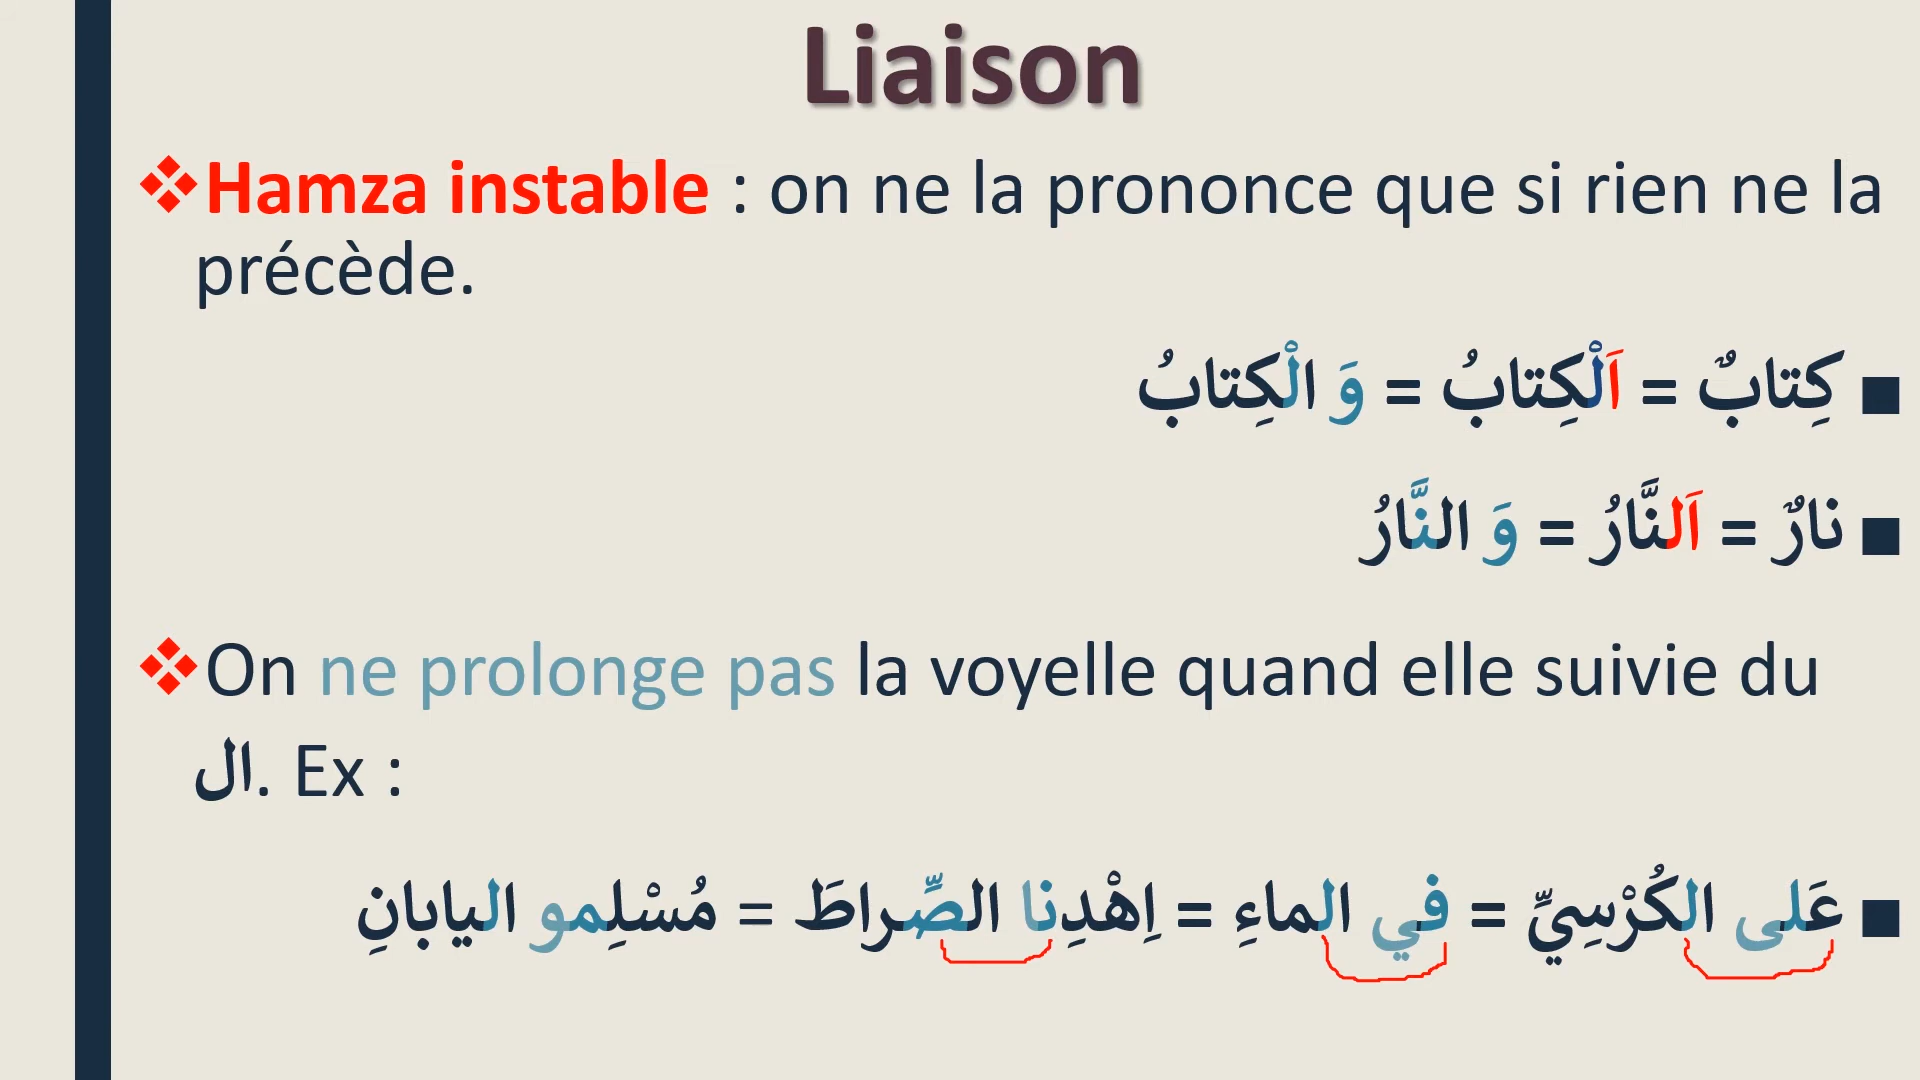 Liaison
❖Hamza instable : on ne la prononce que si rien ne la
précède.
▪ كِتابٌ = اَلْكِتابُ = وَ الْكِتابُ
▪ نارٌ = اَلنَّارُ = وَ النَّارُ
❖On ne prolonge pas la voyelle quand elle suivie du
ال. Ex :
▪ عَلى الكُرْسِيِّ = في الماءِ = اِهْدِنا الصِّراطَ = مُسْلِمو اليابانِ